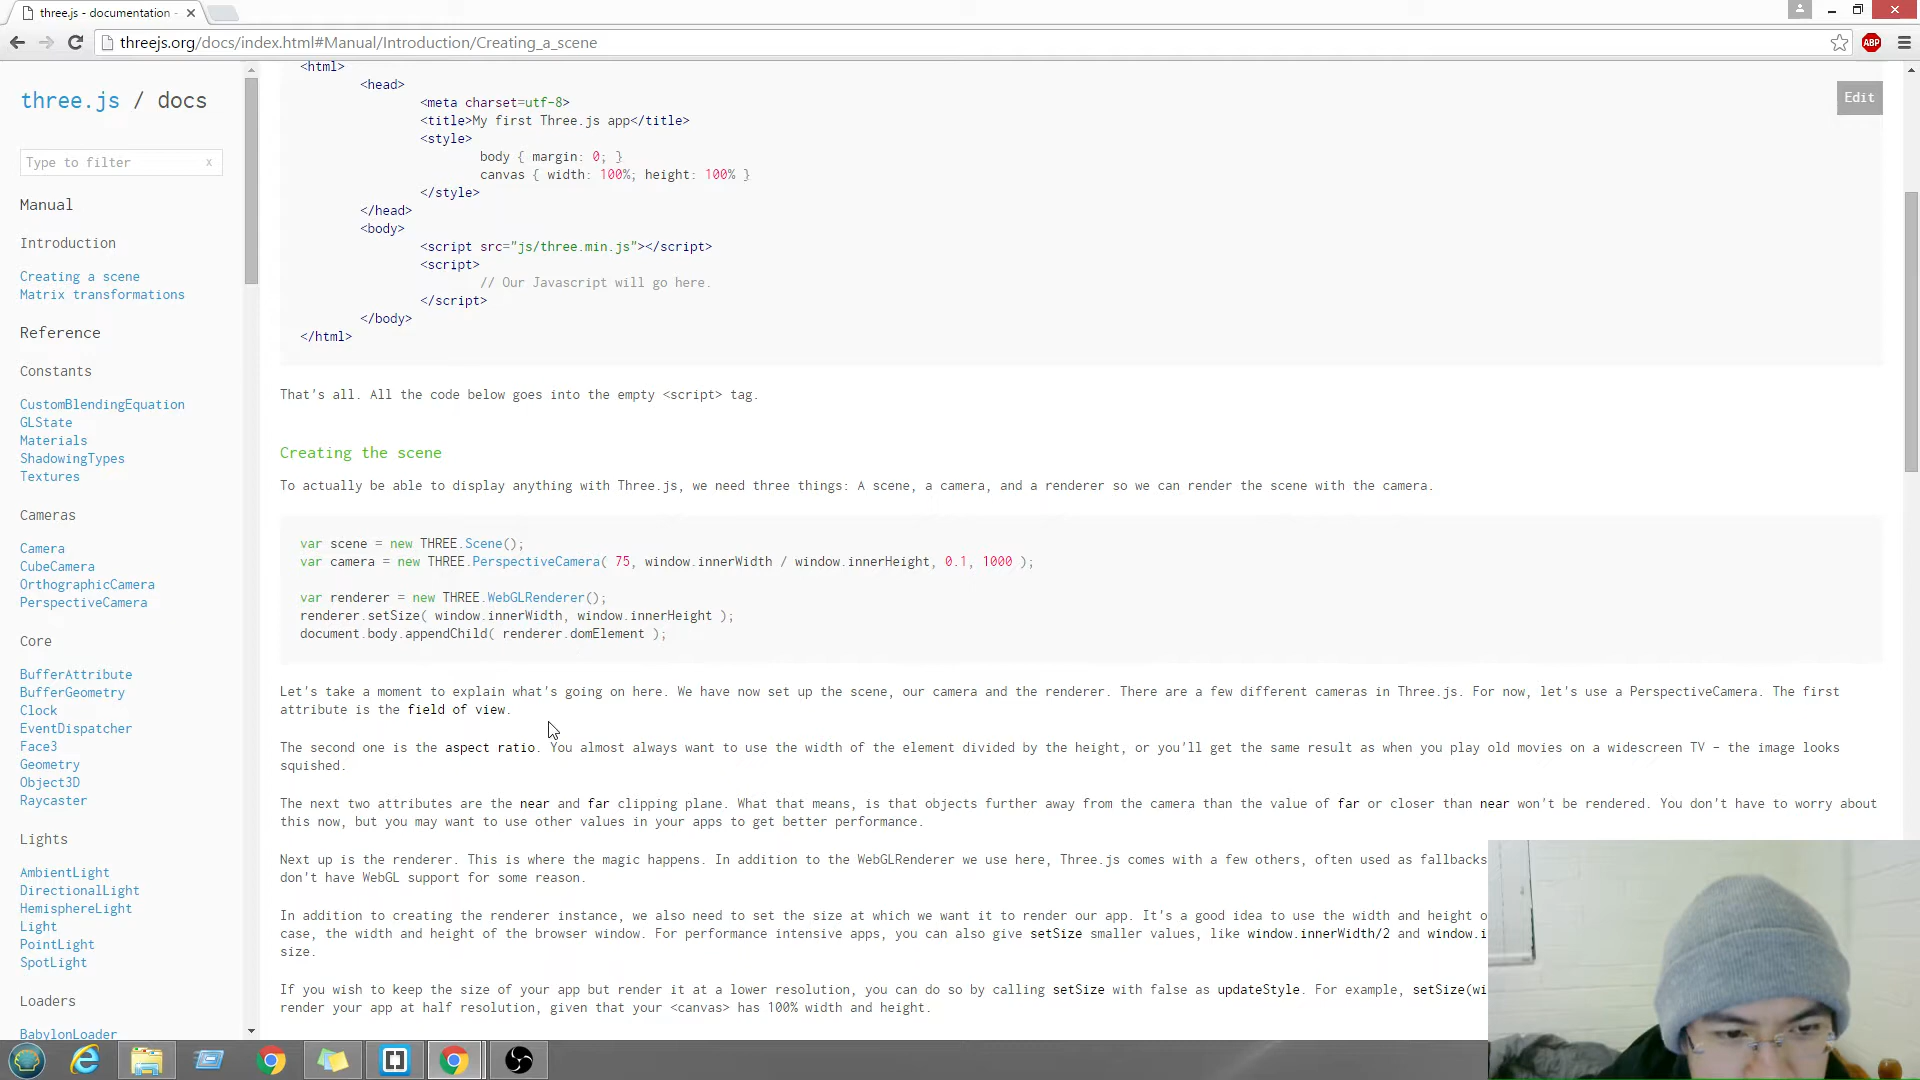 three.js - documentation -
threejs.org/docs/index.html#Manual/Introduction/Creating_a_scene
ABP
three.js / docs
Type to filter x
Manual
Introduction
Creating a scene
Matrix transformations
Reference
Constants
CustomBlendingEquation
GLState
Materials
ShadowingTypes
Textures
Cameras
Camera
CubeCamera
OrthographicCamera
PerspectiveCamera
Core
BufferAttribute
BufferGeometry
Clock
EventDispatcher
Face3
Geometry
Object3D
Raycaster
Lights
AmbientLight
DirectionalLight
HemisphereLight
Light
PointLight
SpotLight
Loaders
BabylonLoader
Edit
<html>
<head>
<meta charset=utf-8>
<title>My first Three.js app</title>
<style>
body { margin: 0; }
canvas { width: 100%; height: 100% }
</style>
</head>
<body>
<script src="js/three.min.js"></script>
<script>
// Our Javascript will go here.
</script>
</body>
</html>
That's all. All the code below goes into the empty <script> tag.
Creating the scene
To actually be able to display anything with Three.js, we need three things: A scene, a camera, and a renderer so we can render the scene with the camera.
var scene = new THREE.Scene();
var camera = new THREE.PerspectiveCamera( 75, window.innerWidth / window.innerHeight, 0.1, 1000 );
var renderer = new THREE.WebGLRenderer();
renderer.setSize( window.innerWidth, window.innerHeight );
document.body.appendChild( renderer.domElement );
Let's take a moment to explain what's going on here. We have now set up the scene, our camera and the renderer. There are a few different cameras in Three.js. For now, let's use a PerspectiveCamera. The first
attribute is the field of view.
The second one is the aspect ratio. You almost always want to use the width of the element divided by the height, or you'll get the same result as when you play old movies on a widescreen TV - the image looks
squished.
The next two attributes are the near and far clipping plane. What that means, is that objects further away from the camera than the value of far or closer than near won't be rendered. You don't have to worry about
this now, but you may want to use other values in your apps to get better performance.
Next up is the renderer. This is where the magic happens. In addition to the WebGLRenderer we use here, Three.js comes with a few others, often used as fallbacks
don't have WebGL support for some reason.
In addition to creating the renderer instance, we also need to set the size at which we want it to render our app. It's a good idea to use the width and height o
case, the width and height of the browser window. For performance intensive apps, you can also give setSize smaller values, like window.innerWidth/2 and window.i
size.
If you wish to keep the size of your app but render it at a lower resolution, you can do so by calling setSize with false as updateStyle. For example, setSize(wi
render your app at half resolution, given that your <canvas> has 100% width and height.